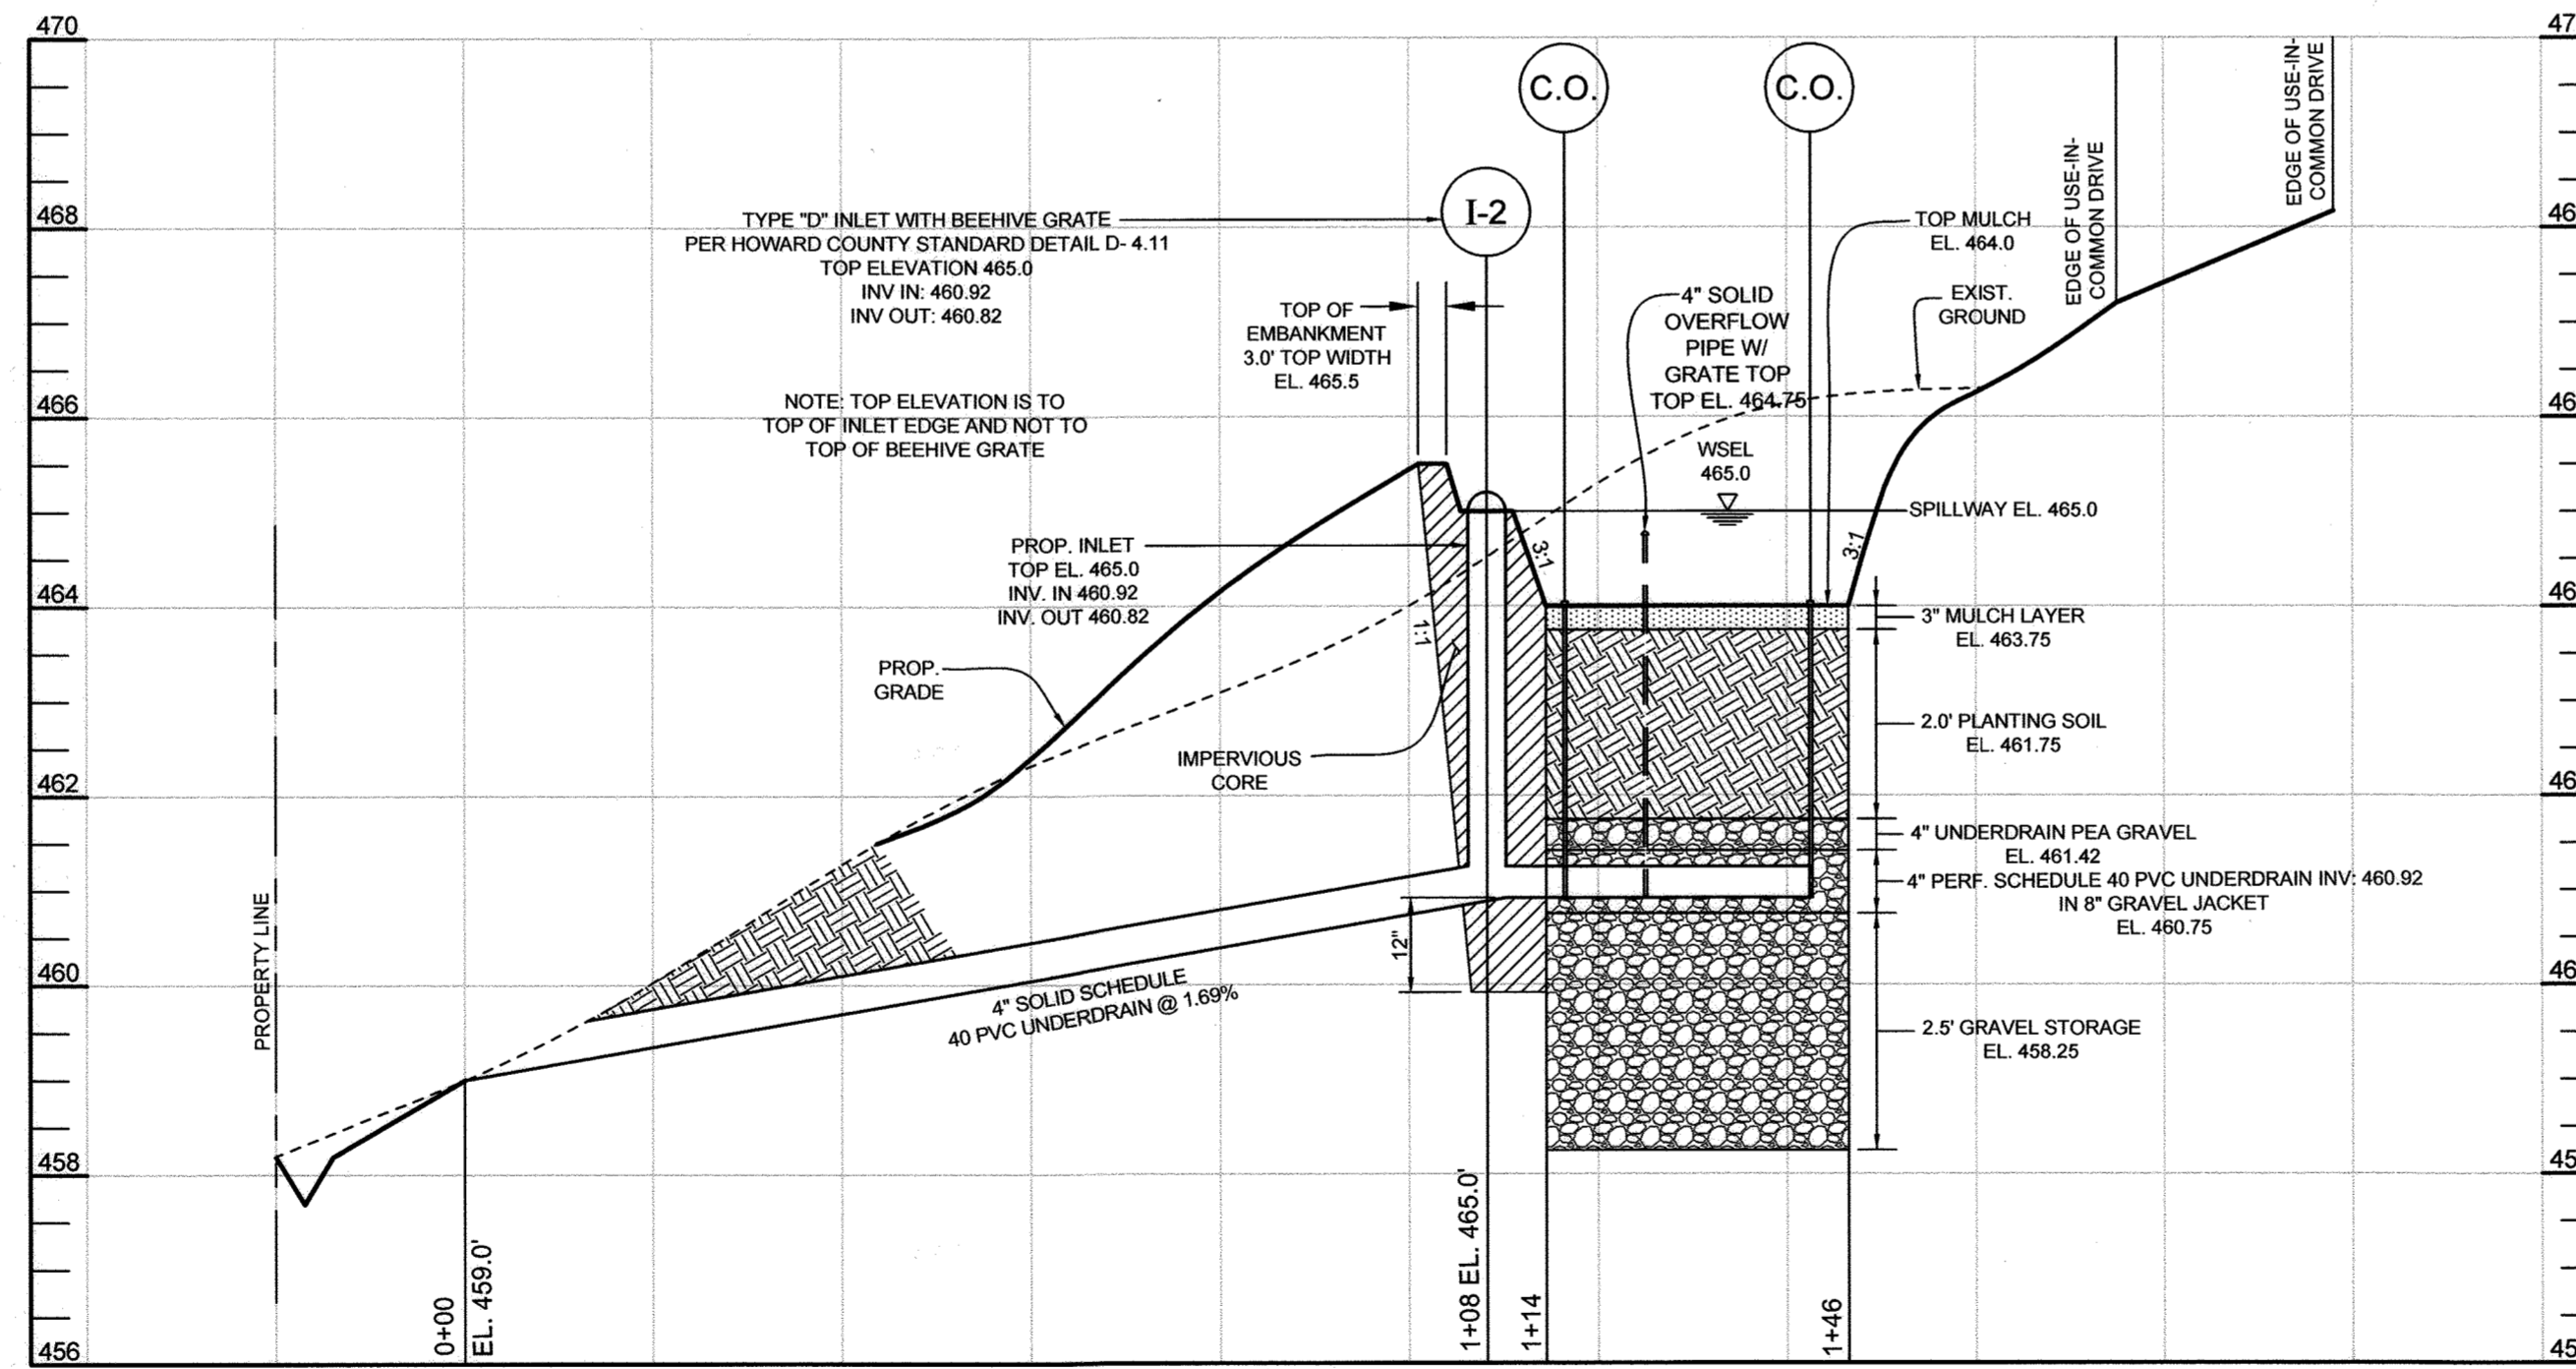 470
468
466
464
462
460
458
456
47
46
46
46
46
46
45
45
C.O.
C.O.
I-2
EDGE OF USE-IN-
COMMON DRIVE
EDGE OF USE-IN-
COMMON DRIVE
TYPE "D" INLET WITH BEEHIVE GRATE
PER HOWARD COUNTY STANDARD DETAIL D- 4.11
TOP ELEVATION 465.0
INV IN: 460.92
INV OUT: 460.82
NOTE: TOP ELEVATION IS TO
TOP OF INLET EDGE AND NOT TO
TOP OF BEEHIVE GRATE
TOP OF
EMBANKMENT
3.0' TOP WIDTH
EL. 465.5
4" SOLID
OVERFLOW
PIPE W/
GRATE TOP
TOP EL. 464.75
TOP MULCH
EL. 464.0
EXIST.
GROUND
WSEL
465.0
SPILLWAY EL. 465.0
PROP. INLET
TOP EL. 465.0
INV. IN 460.92
INV. OUT 460.82
3:1
3:1
1:1
PROP.
GRADE
IMPERVIOUS
CORE
3" MULCH LAYER
EL. 463.75
2.0' PLANTING SOIL
EL. 461.75
4" UNDERDRAIN PEA GRAVEL
EL. 461.42
4" PERF. SCHEDULE 40 PVC UNDERDRAIN INV: 460.92
IN 8" GRAVEL JACKET
EL. 460.75
2.5' GRAVEL STORAGE
EL. 458.25
12"
4" SOLID SCHEDULE
40 PVC UNDERDRAIN @ 1.69%
PROPERTY LINE
0+00
EL. 459.0'
1+08 EL. 465.0'
1+14
1+46